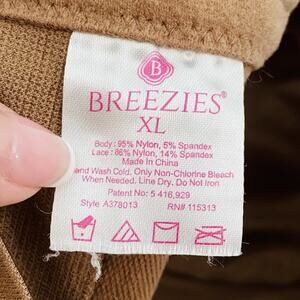 B
BREEZIES®
XL
Body: 95% Nylon, 5% Spandex
Lace: 86% Nylon, 14% Spandex
Made In China
and Wash Cold, Only Non-Chlorine Bleach
When Needed. Line Dry. Do Not Iron
Patent No: 5 416,929
Style A378013 RN# 115313